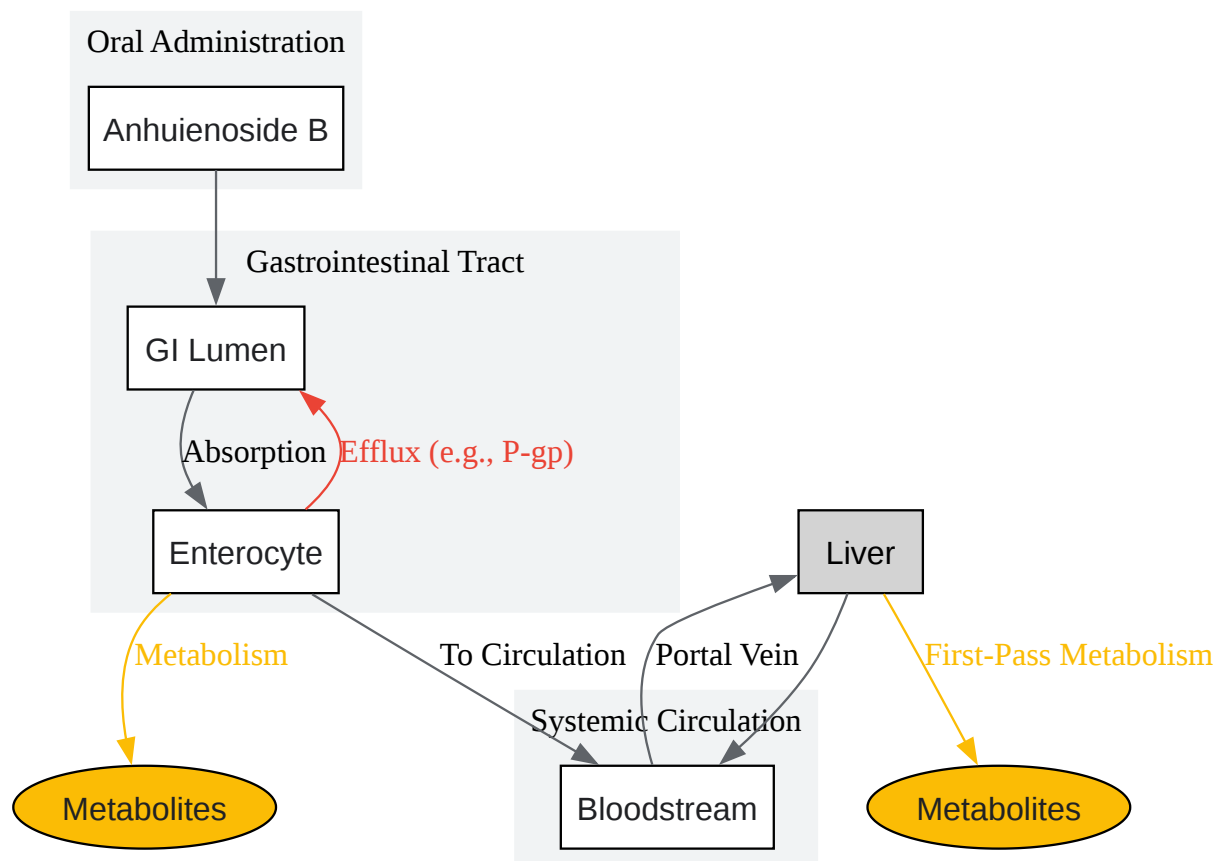 Oral Administration
Anhuienoside B
Gastrointestinal Tract
GI Lumen
Absorption
Efflux (e.g., P-gp)
Enterocyte
Liver
Metabolism
To Circulation
Portal Vein
First-Pass Metabolism
Systemic Circulation
Metabolites
Bloodstream
Metabolites